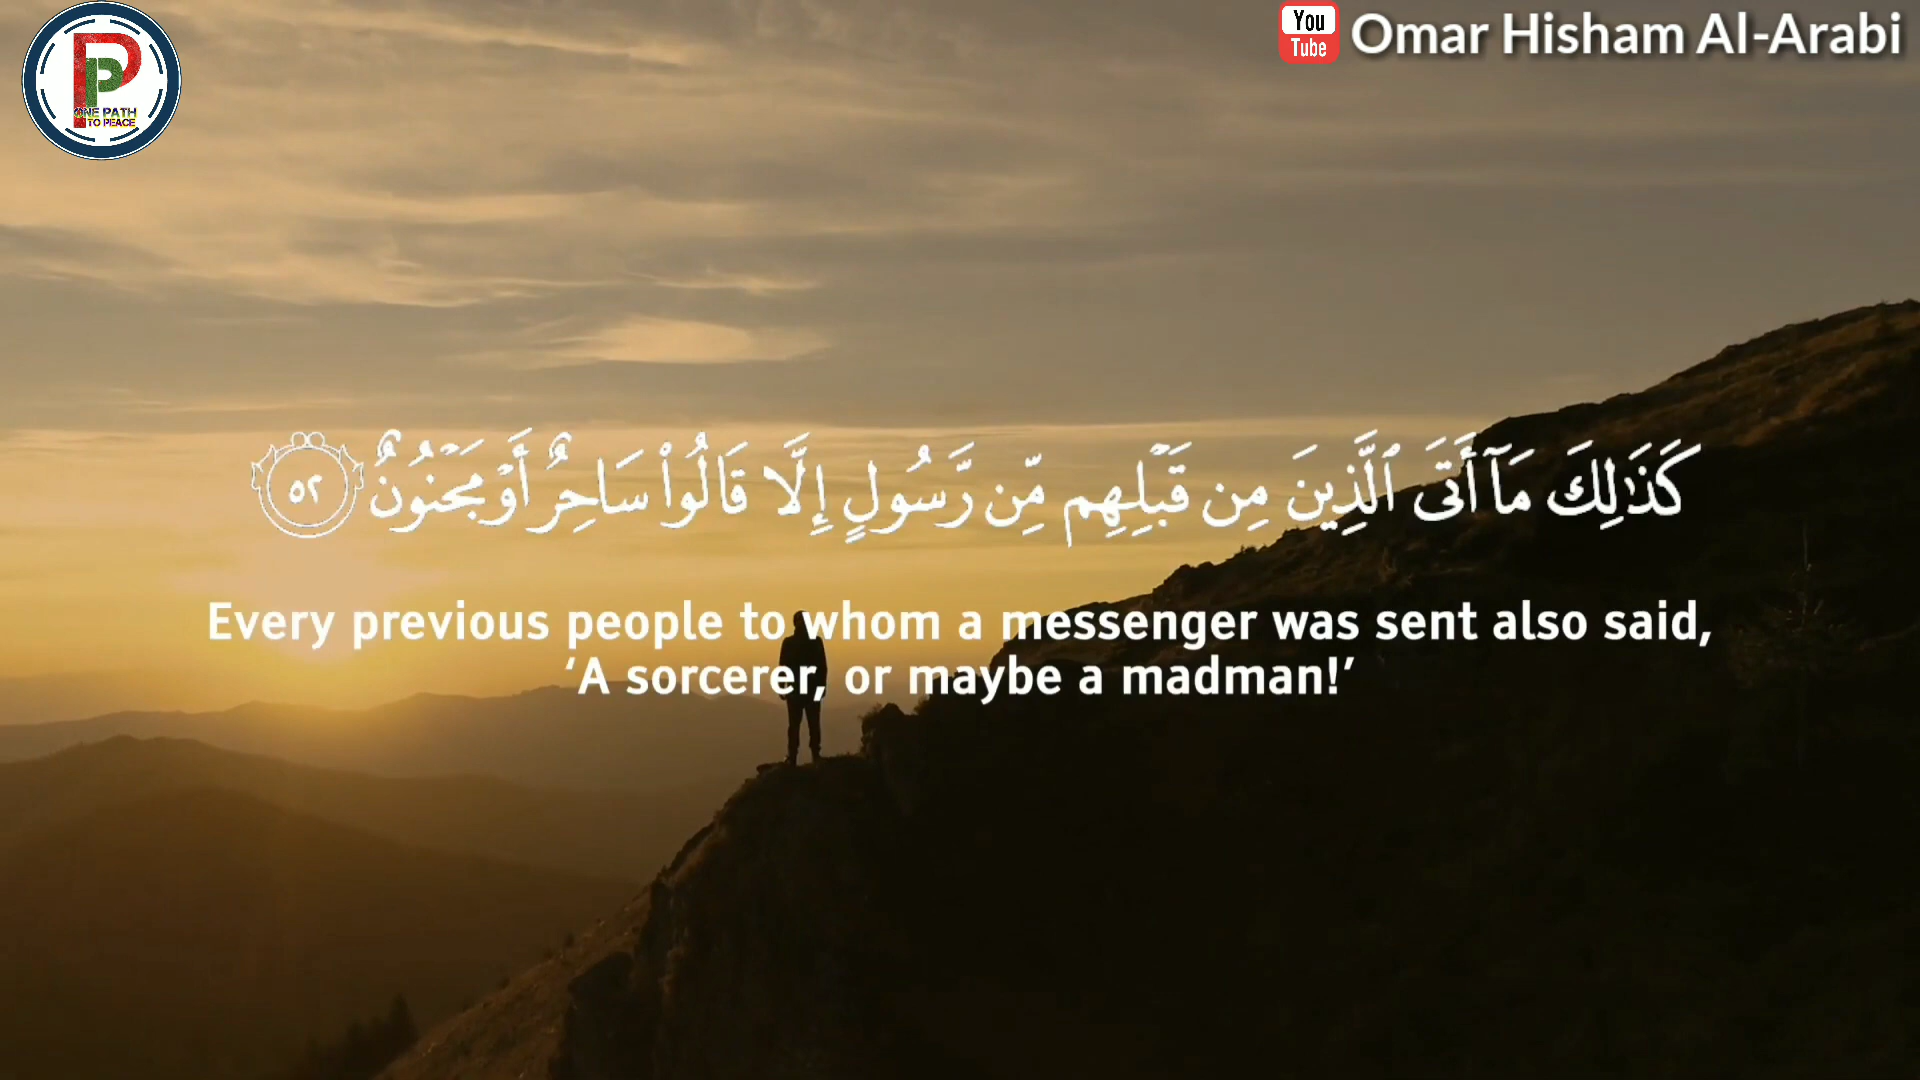 PP
ONE PATH
TO PEACE
You
Tube
Omar Hisham Al-Arabi
كَذَٰلِكَ مَآ أَتَى ٱلَّذِينَ مِن قَبْلِهِم مِّن رَّسُولٍ إِلَّا قَالُوا۟ سَاحِرٌ أَوْ مَجْنُونٌ ٥٢
Every previous people to whom a messenger was sent also said,
‘A sorcerer, or maybe a madman!’